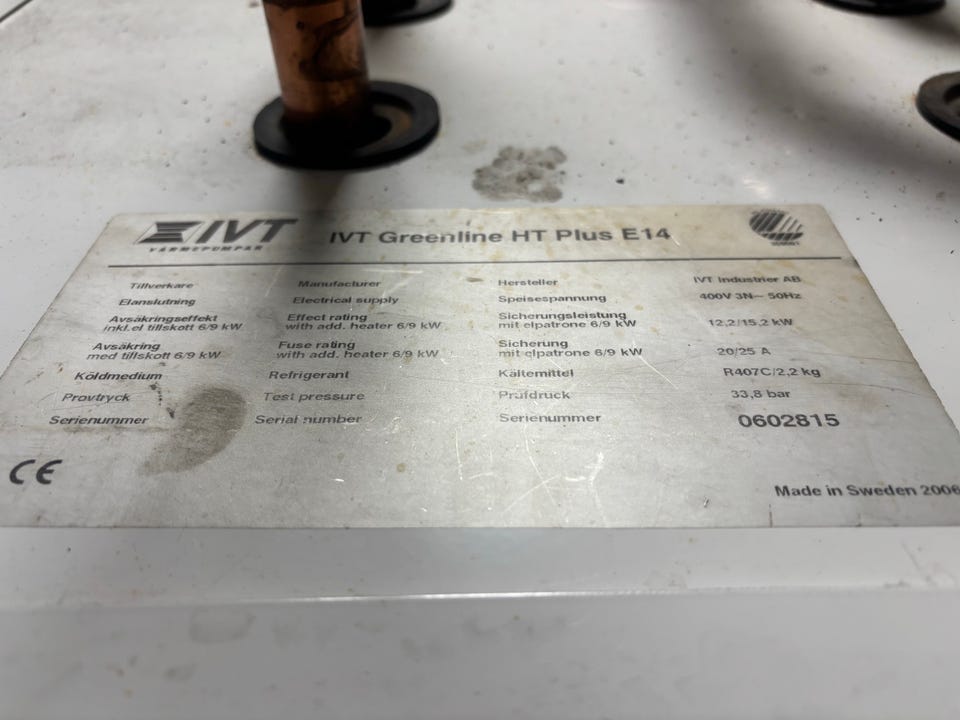 IVT
VÄRMEPUMPAR
IVT Greenline HT Plus E14
Tillverkare Manufacturer Hersteller IVT Industrier AB
Elanslutning Electrical supply Speisespannung 400V 3N~ 50Hz
Avsäkringseffekt Effect rating Sicherungsleistung
inkl.el tillskott 6/9 kW with add. heater 6/9 kW mit elpatrone 6/9 kW 12,2/15,2 kW
Avsäkring Fuse rating Sicherung
med tillskott 6/9 kW with add. heater 6/9 kW mit elpatrone 6/9 kW 20/25 A
Köldmedium Refrigerant Kältemittel R407C/2,2 kg
Provtryck Test pressure Prüfdruck 33,8 bar
Serienummer Serial number Serienummer 0602815
CE
Made in Sweden 2006